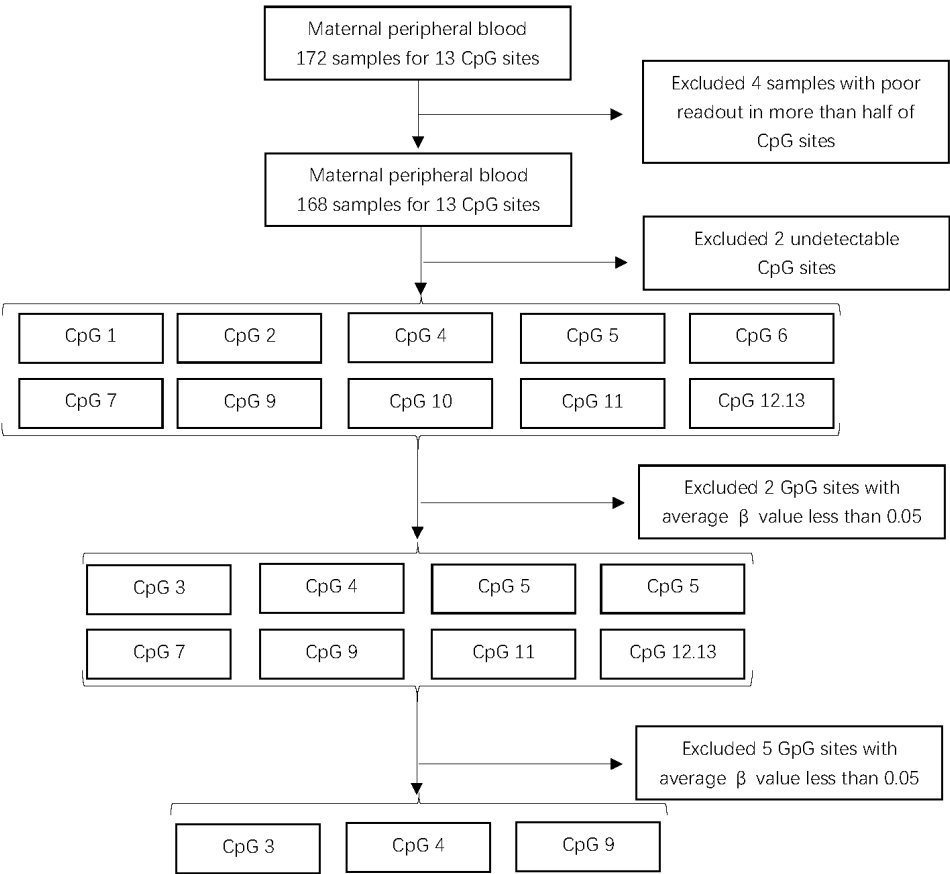 Maternal peripheral blood
172 samples for 13 CpG sites
Excluded 4 samples with poor
readout in more than half of
CpG sites
Maternal peripheral blood
168 samples for 13 CpG sites
Excluded 2 undetectable
CpG sites
CpG 1
CpG 2
CpG 4
CpG 5
CpG 6
CpG 7
CpG 9
CpG 10
CpG 11
CpG 12.13
Excluded 2 GpG sites with
average β value less than 0.05
CpG 3
CpG 4
CpG 5
CpG 5
CpG 7
CpG 9
CpG 11
CpG 12.13
Excluded 5 GpG sites with
average β value less than 0.05
CpG 3
CpG 4
CpG 9